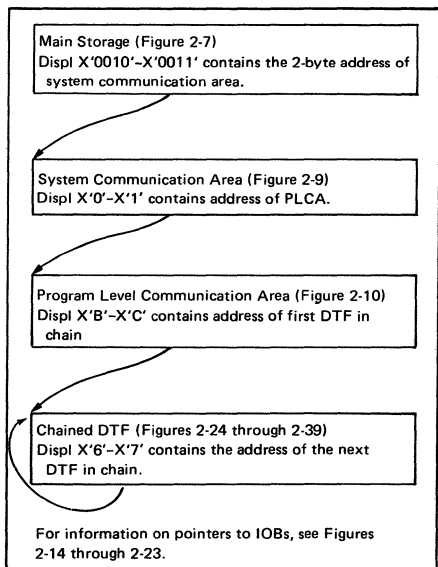 Main Storage (Figure 2-7)
Displ X'0010'-X'0011' contains the 2-byte address of
system communication area.
System Communication Area (Figure 2-9)
Displ X'0'-X'1' contains address of PLCA.
Program Level Communication Area (Figure 2-10)
Displ X'B'-X'C' contains address of first DTF in
chain
Chained DTF (Figures 2-24 through 2-39)
Displ X'6'-X'7' contains the address of the next
DTF in chain.
For information on pointers to IOBs, see Figures
2-14 through 2-23.